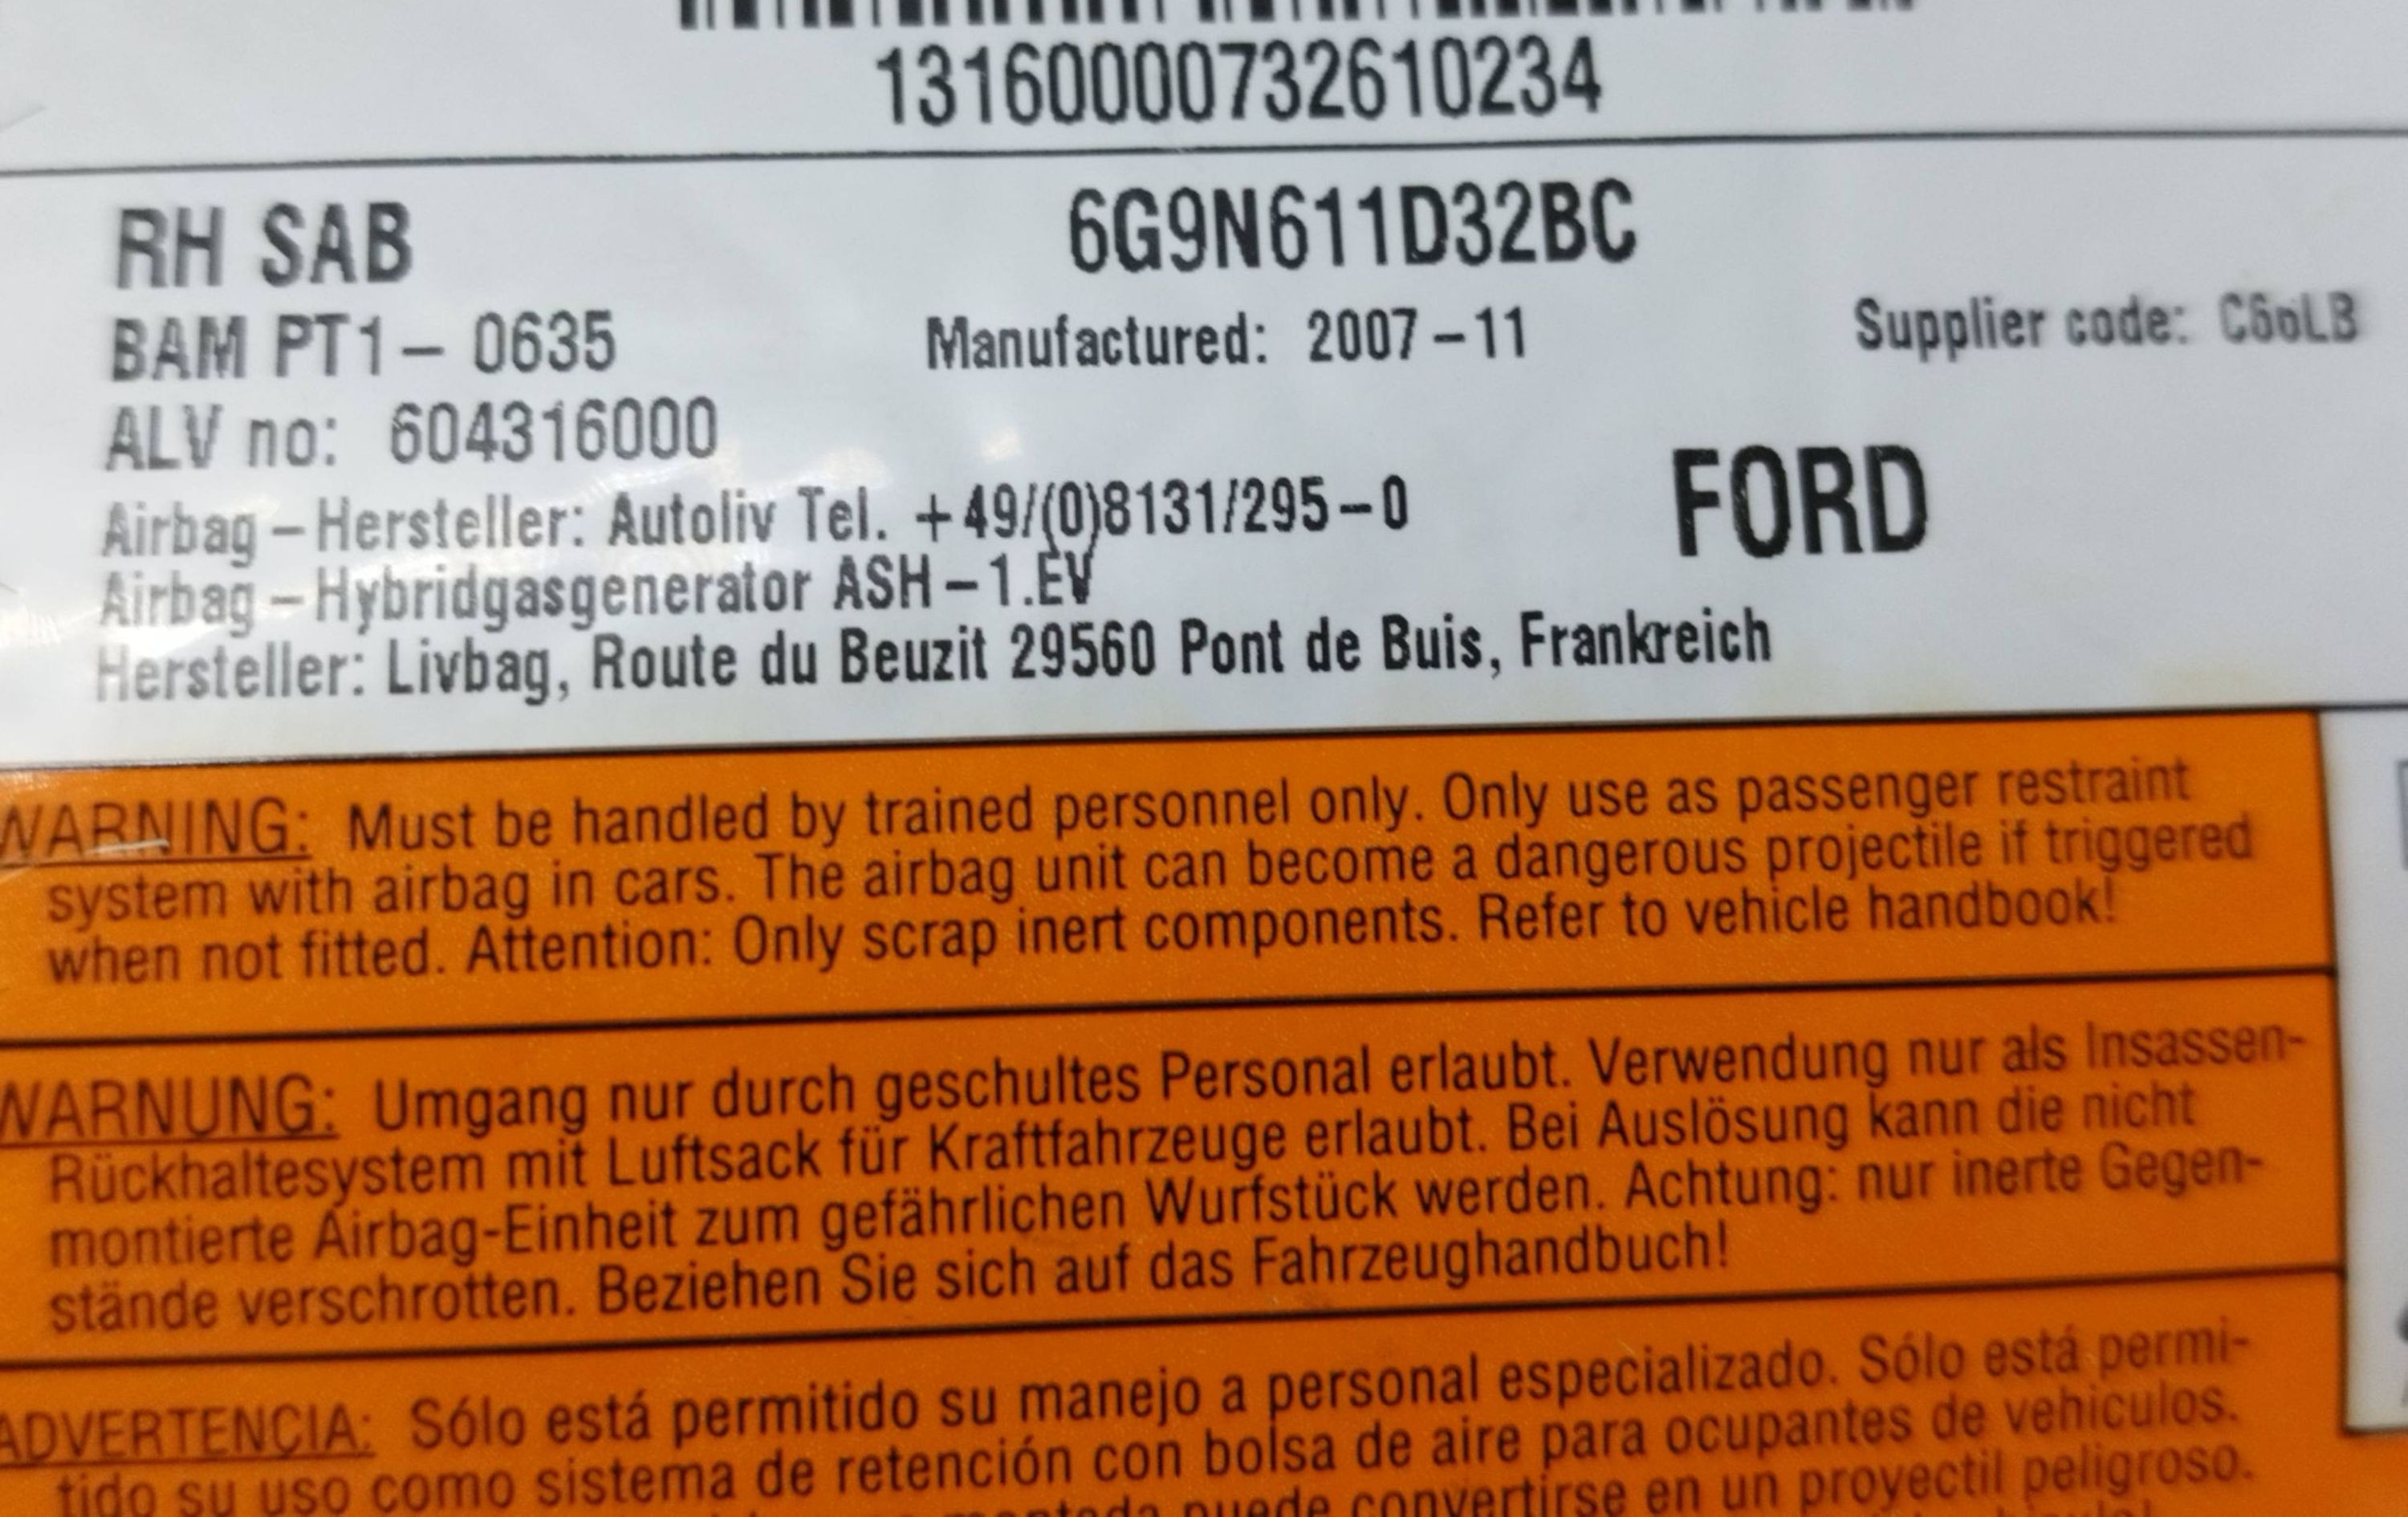 13160000732610234
RH SAB 6G9N611D32BC
BAM PT1- 0635 Manufactured: 2007-11 Supplier code: C66LB
ALV no: 604316000
FORD
Airbag-Hersteller: Autoliv Tel. +49/(0)8131/295-0
Airbag-Hybridgasgenerator ASH-1.EV
Hersteller: Livbag, Route du Beuzit 29560 Pont de Buis, Frankreich
WARNING: Must be handled by trained personnel only. Only use as passenger restraint
system with airbag in cars. The airbag unit can become a dangerous projectile if triggered
when not fitted. Attention: Only scrap inert components. Refer to vehicle handbook!
WARNUNG: Umgang nur durch geschultes Personal erlaubt. Verwendung nur als Insassen-
Rückhaltesystem mit Luftsack für Kraftfahrzeuge erlaubt. Bei Auslösung kann die nicht
montierte Airbag-Einheit zum gefährlichen Wurfstück werden. Achtung: nur inerte Gegen-
stände verschrotten. Beziehen Sie sich auf das Fahrzeughandbuch!
ADVERTENCIA: Sólo está permitido su manejo a personal especializado. Sólo está permi-
tido su uso como sistema de retención con bolsa de aire para ocupantes de vehiculos.
montada puede convertirse en un proyectil peligroso.